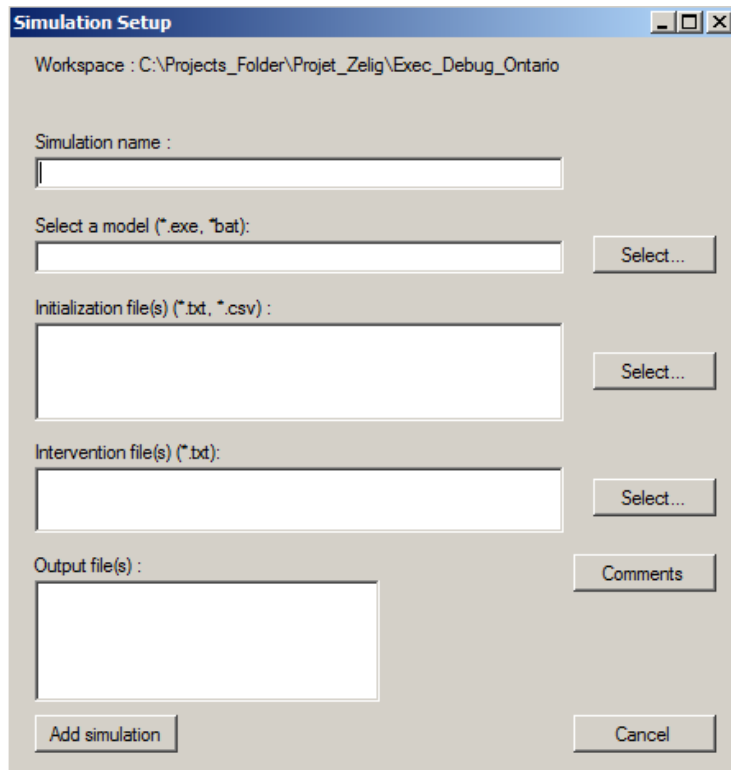 Simulation Setup
Workspace : C:\Projects_Folder\Projet_Zelig\Exec_Debug_Ontario
Simulation name :
Select a model (*.exe, *bat):
Select...
Initialization file(s) (*.txt, *.csv) :
Select...
Intervention file(s) (*.txt):
Select...
Output file(s) :
Comments
Add simulation
Cancel